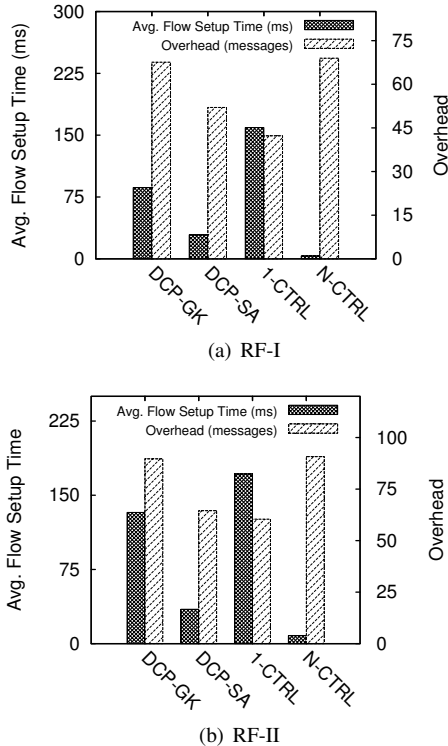 Avg. Flow Setup Time (ms)
300
225
150
75
0
Avg. Flow Setup Time (ms)
Overhead (messages)
75
60
45
30
15
0
Overhead
DCP-GK
DCP-SA
1-CTRL
N-CTRL
(a) RF-I
Avg. Flow Setup Time
225
150
75
0
Avg. Flow Setup Time (ms)
Overhead (messages)
100
75
50
25
0
Overhead
DCP-GK
DCP-SA
1-CTRL
N-CTRL
(b) RF-II